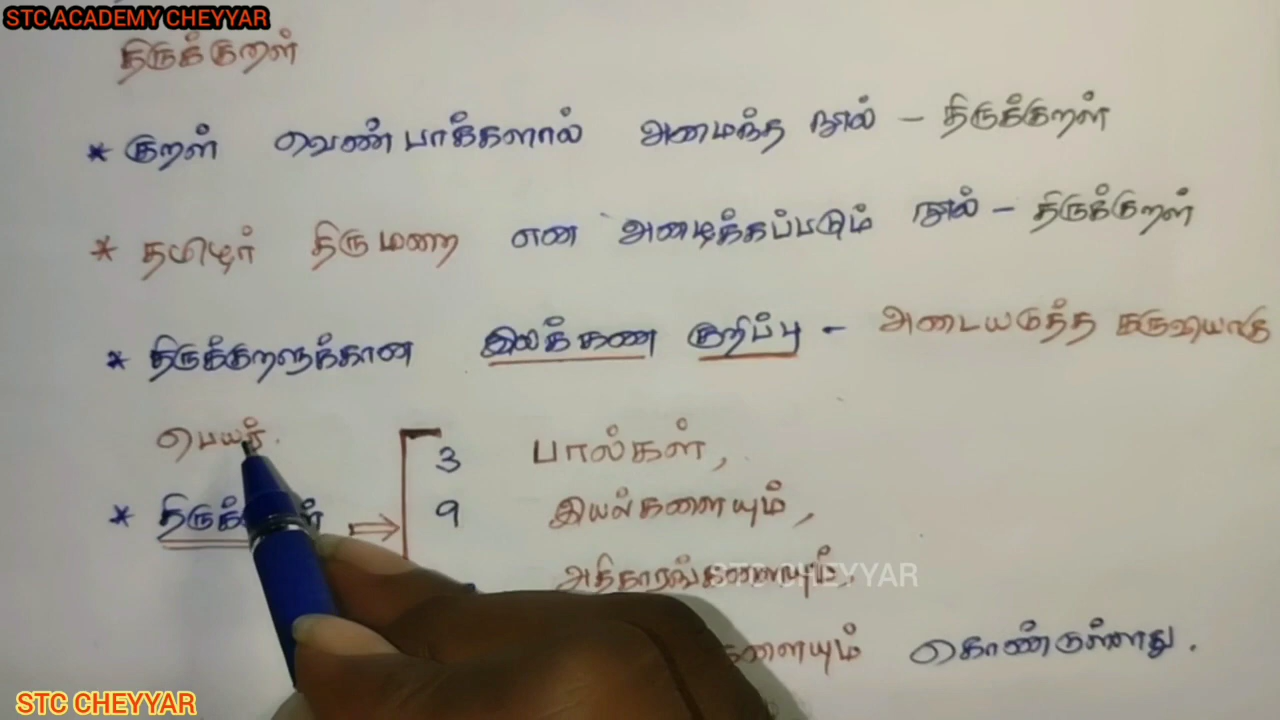 STC ACADEMY CHEYYAR
திருக்குறள்
* குறள் வெண்பாக்களால் அமைந்த நூல் - திருக்குறள்
* தமிழர் திருமறை என அழைக்கப்படும் நூல் - திருக்குறள்
* திருக்குறளுக்கான இலக்கண குறிப்பு - அடையடுத்த கருவியாகு
பெயர்.
* 3 பால்கள்,
9 இயல்களையும்,
அதிகாரங்களையும்,
STC CHEYYAR
களையும் கொண்டுள்ளது.
STC CHEYYAR